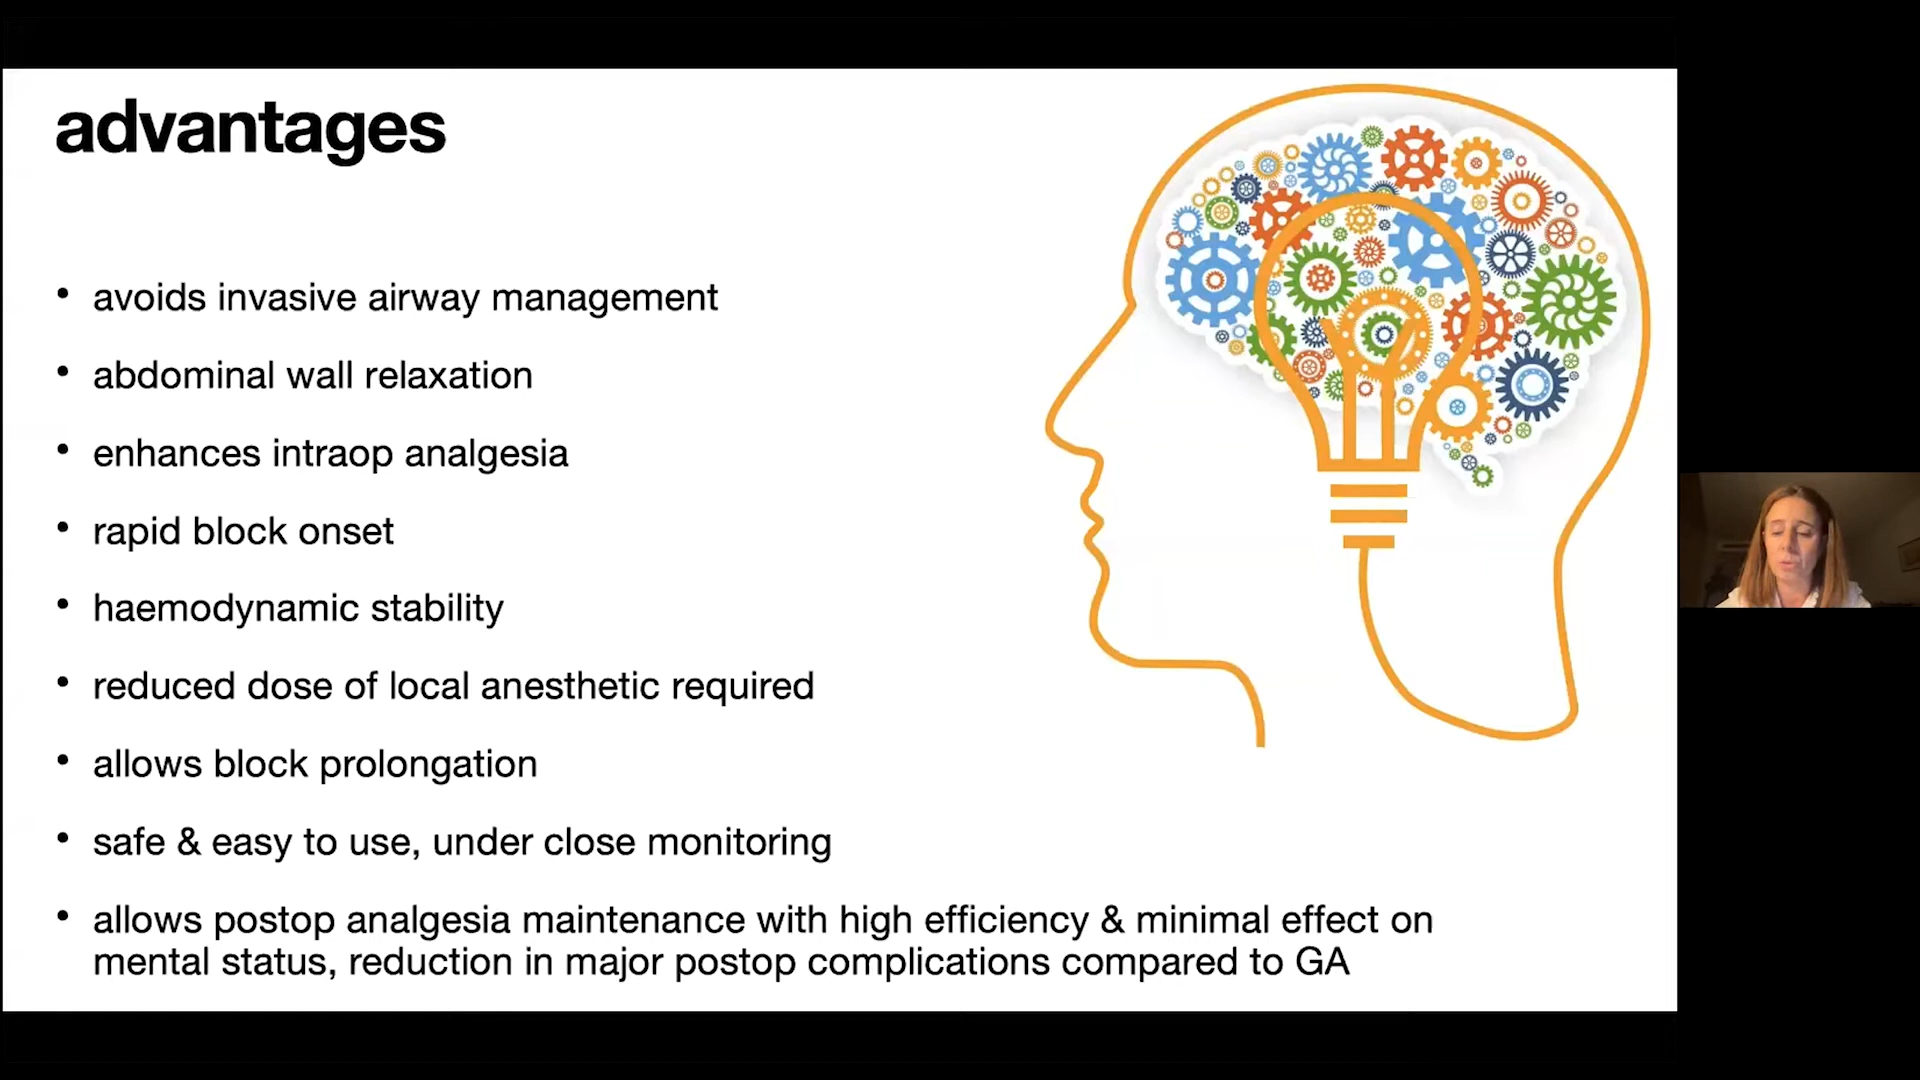 advantages
• avoids invasive airway management
• abdominal wall relaxation
• enhances intraop analgesia
• rapid block onset
• haemodynamic stability
• reduced dose of local anesthetic required
• allows block prolongation
• safe & easy to use, under close monitoring
• allows postop analgesia maintenance with high efficiency & minimal effect on
mental status, reduction in major postop complications compared to GA